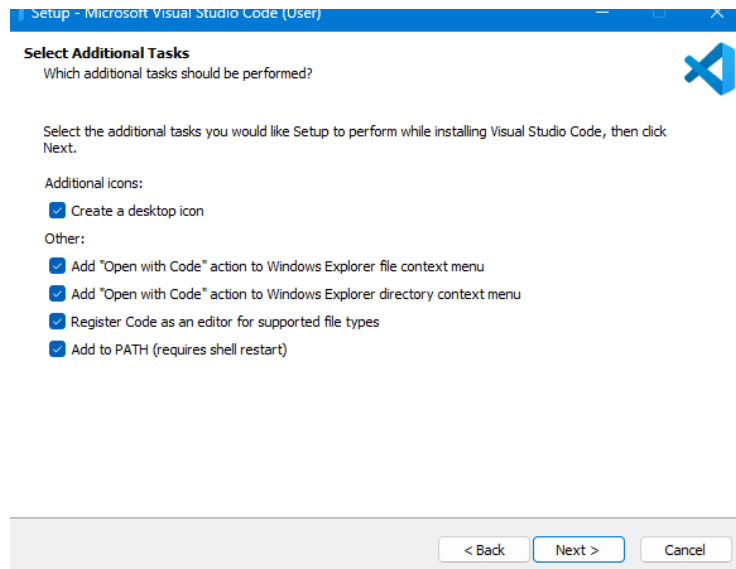 Setup - Microsoft Visual Studio Code (User)
Select Additional Tasks
Which additional tasks should be performed?
Select the additional tasks you would like Setup to perform while installing Visual Studio Code, then click
Next.
Additional icons:
Create a desktop icon
Other:
Add "Open with Code" action to Windows Explorer file context menu
Add "Open with Code" action to Windows Explorer directory context menu
Register Code as an editor for supported file types
Add to PATH (requires shell restart)
< Back Next > Cancel